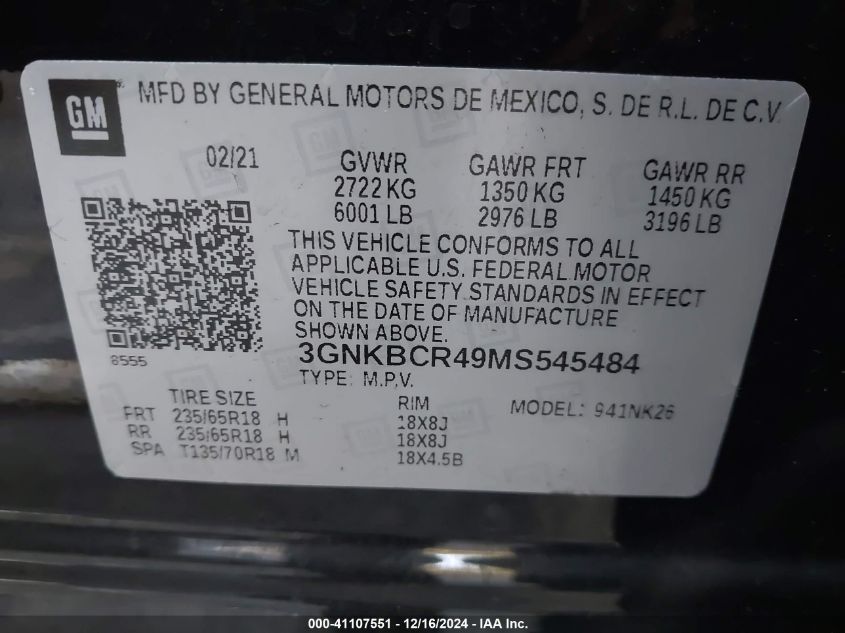 GM
MFD BY GENERAL MOTORS DE MEXICO, S. DE R.L. DE C.V.
02/21 GVWR GAWR FRT GAWR RR
2722 KG 1350 KG 1450 KG
6001 LB 2976 LB 3196 LB
THIS VEHICLE CONFORMS TO ALL
APPLICABLE U.S. FEDERAL MOTOR
VEHICLE SAFETY STANDARDS IN EFFECT
ON THE DATE OF MANUFACTURE
SHOWN ABOVE.
8555
3GNKBCR49MS545484
TYPE: M.P.V.
TIRE SIZE RIM MODEL: 941NK26
FRT 235/65R18 H 18X8J
RR 235/65R18 H 18X8J
SPA T135/70R18 M 18X4.5B
000-41107551 - 12/16/2024 - IAA Inc.